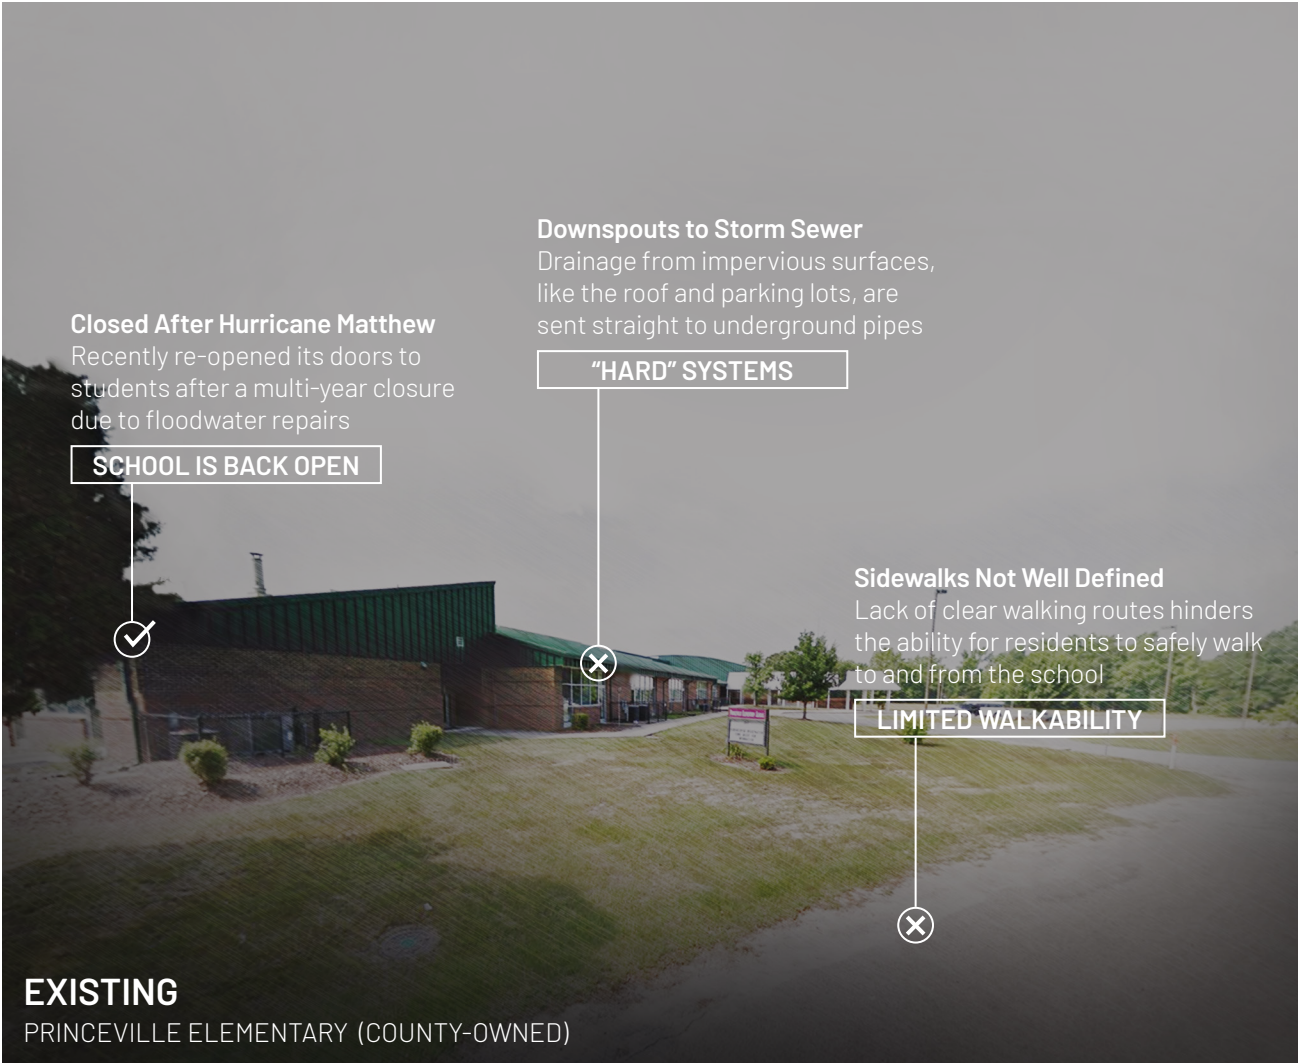 Downspouts to Storm Sewer
Drainage from impervious surfaces,
like the roof and parking lots, are
sent straight to underground pipes
“HARD” SYSTEMS
Closed After Hurricane Matthew
Recently re-opened its doors to
students after a multi-year closure
due to floodwater repairs
SCHOOL IS BACK OPEN
Sidewalks Not Well Defined
Lack of clear walking routes hinders
the ability for residents to safely walk
to and from the school
LIMITED WALKABILITY
EXISTING
PRINCEVILLE ELEMENTARY (COUNTY-OWNED)